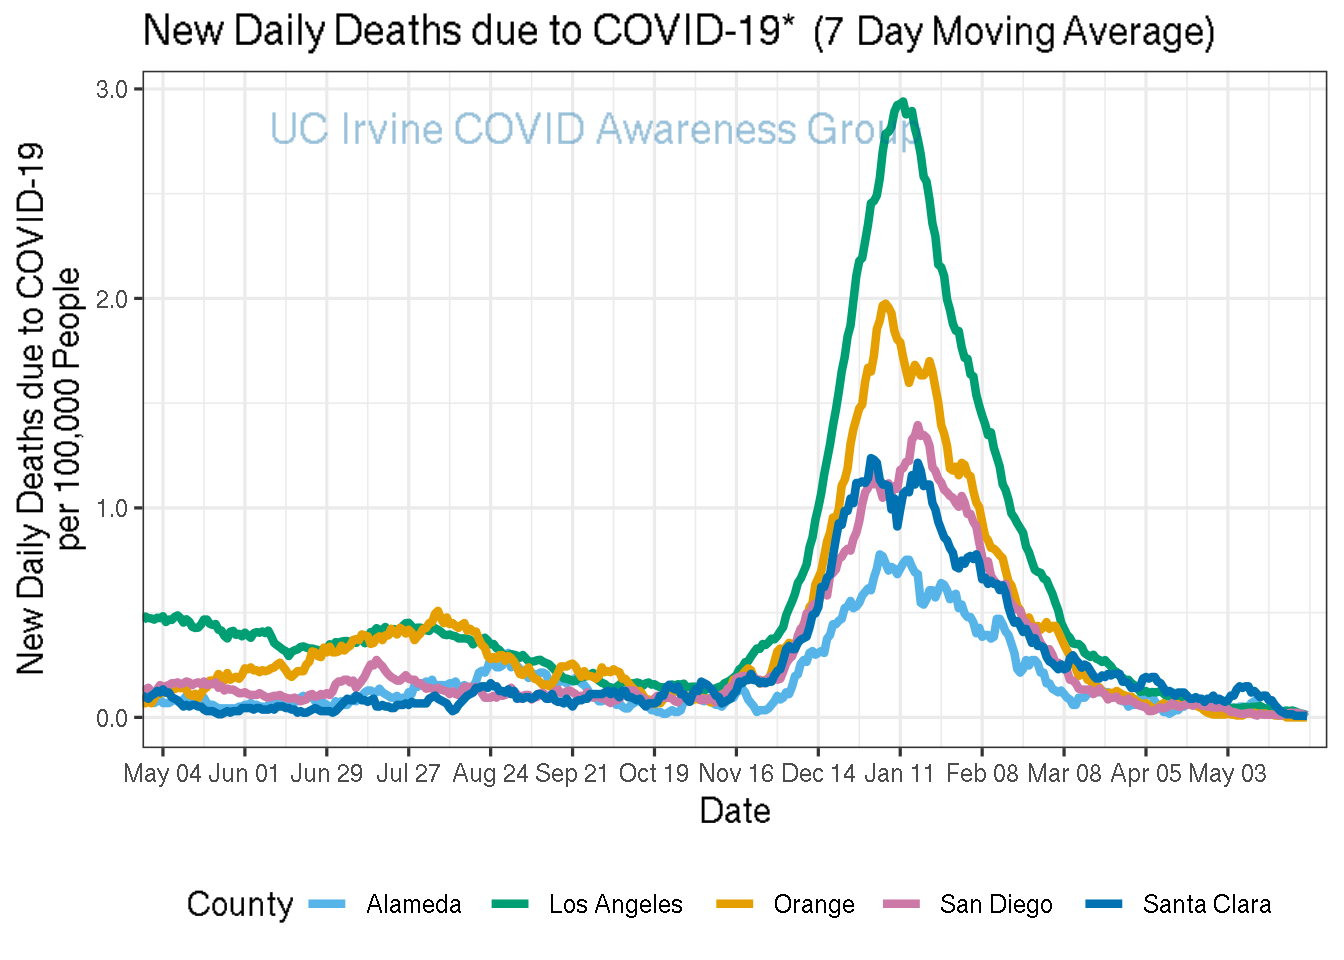 New Daily Deaths due to COVID-19* (7 Day Moving Average)
UC Irvine COVID Awareness Group
New Daily Deaths due to COVID-19
per 100,000 People
3.0
2.0
1.0
0.0
May 04 Jun 01 Jun 29 Jul 27 Aug 24 Sep 21 Oct 19 Nov 16 Dec 14 Jan 11 Feb 08 Mar 08 Apr 05 May 03
Date
County Alameda Los Angeles Orange San Diego Santa Clara